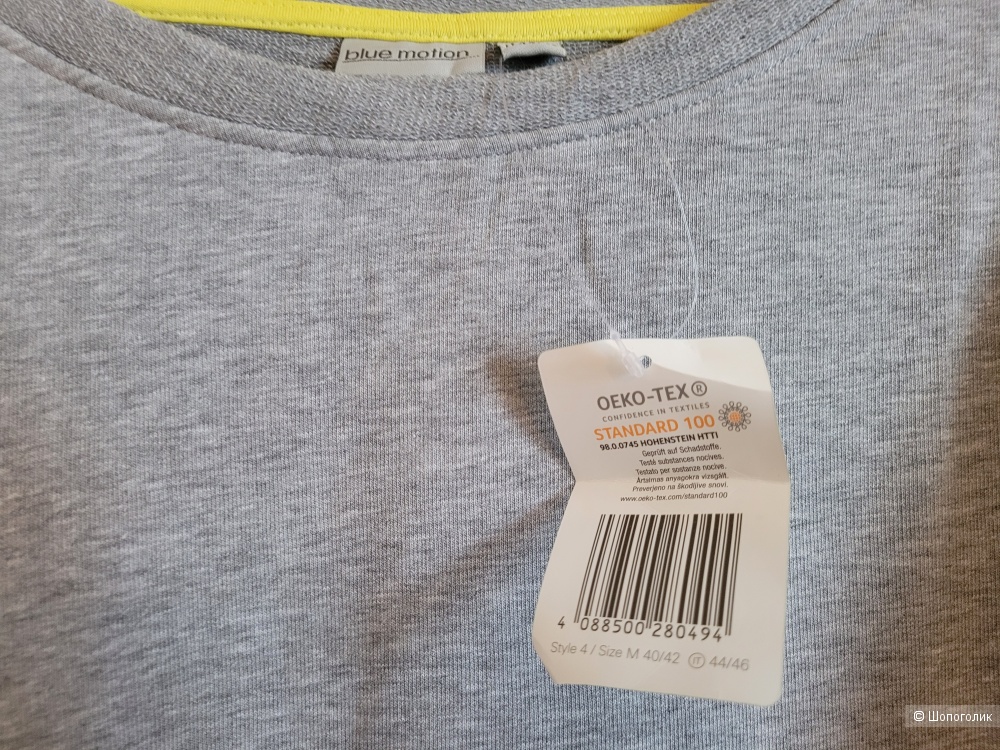 blue motion
OEKO-TEX®
CONFIDENCE IN TEXTILES
STANDARD 100
98.0.0745 HOHENSTEIN HTTI
Geprüft auf Schadstoffe.
Testé substances nocives.
Testato per sostanze nocive.
Ártalmas anyagokra vizsgált.
Preverjeno na škodljive snovi.
www.oeko-tex.com/standard100
4 088500 280494
Style 4 / Size M 40/42 IT 44/46
© Шопоголик